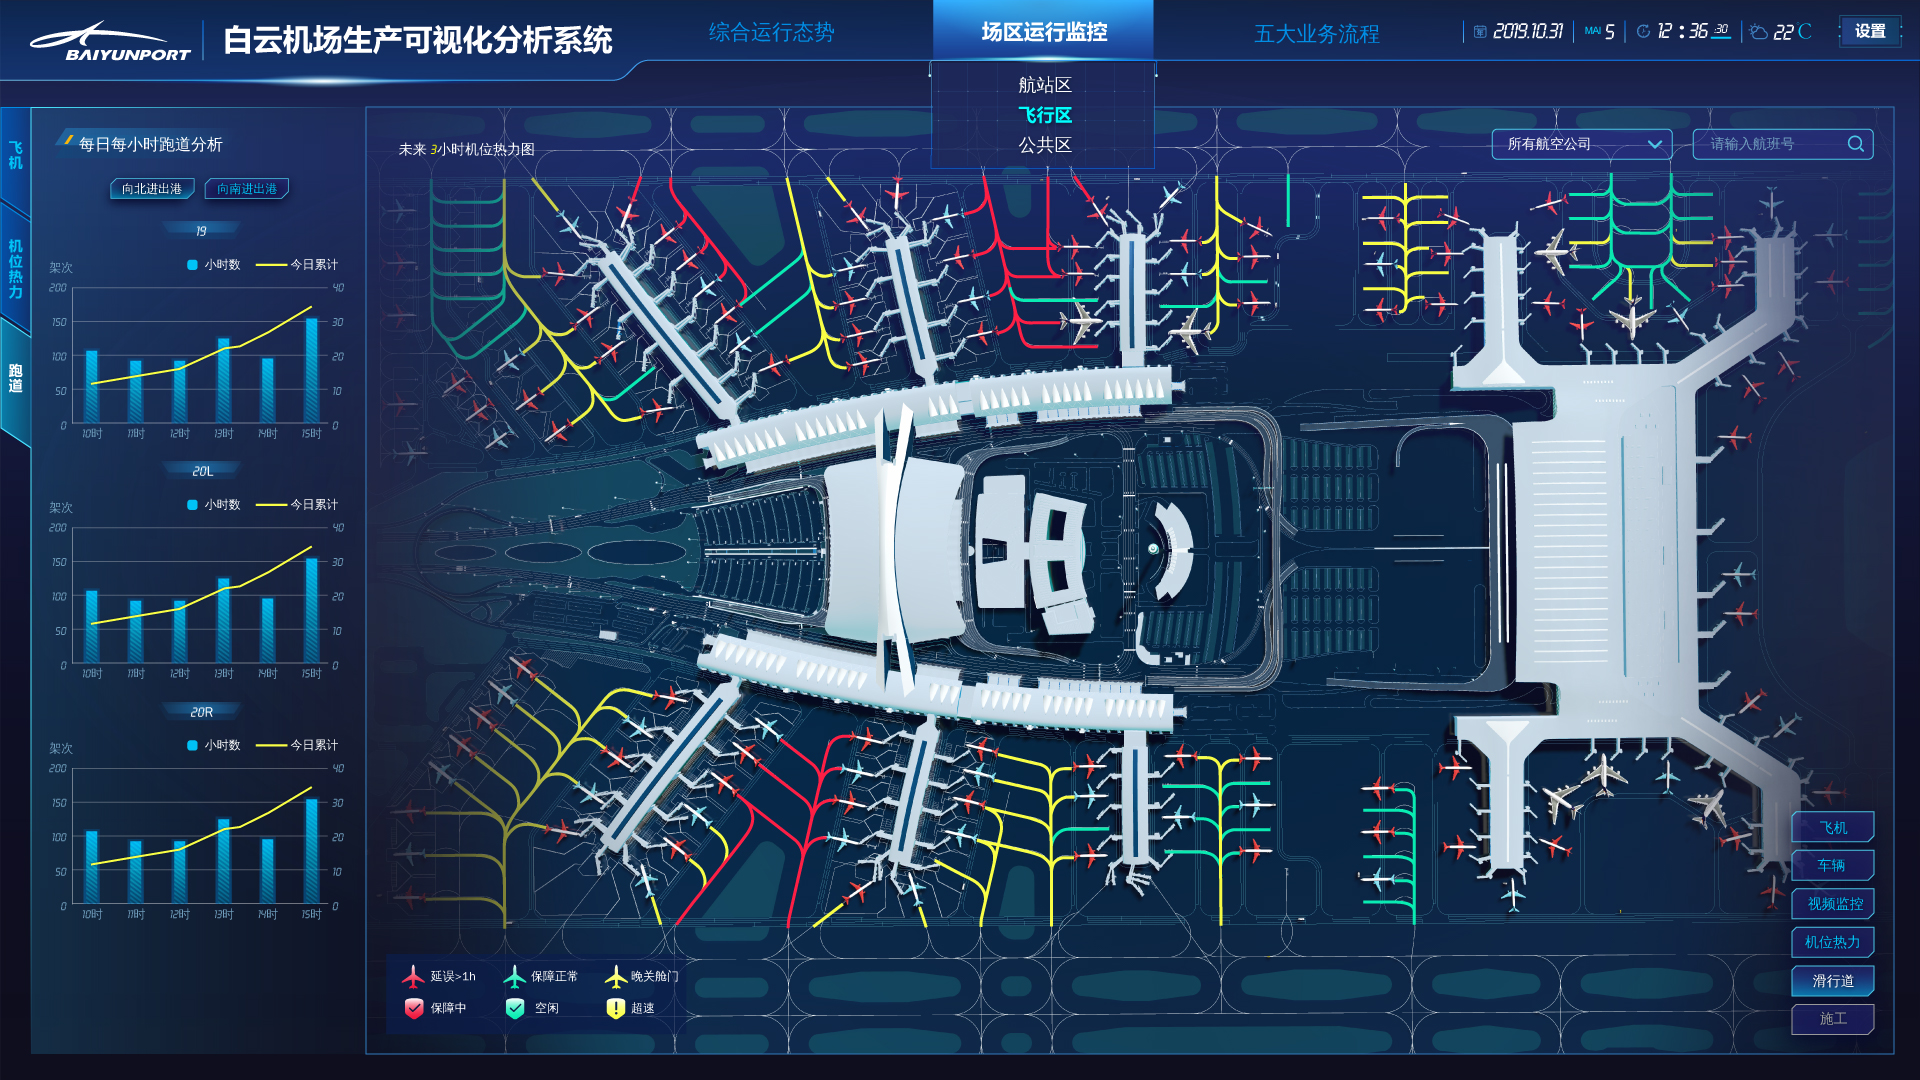 BAIYUNPORT
白云机场生产可视化分析系统
综合运行态势
场区运行监控
五大业务流程
2019.10.31
MAI 5
12 : 36 :30
22℃
设置
航站区
飞行区
公共区
飞机
机位热力
跑道
每日每小时跑道分析
向北进出港
向南进出港
19
架次
小时数
今日累计
200 150 100 50 0
40 30 20 10 0
10时 11时 12时 13时 14时 15时
20L
架次
小时数
今日累计
200 150 100 50 0
40 30 20 10 0
10时 11时 12时 13时 14时 15时
20R
架次
小时数
今日累计
200 150 100 50 0
40 30 20 10 0
10时 11时 12时 13时 14时 15时
未来 3小时机位热力图
所有航空公司
请输入航班号
延误>1h
保障正常
晚关舱门
保障中
空闲
超速
飞机
车辆
视频监控
机位热力
滑行道
施工